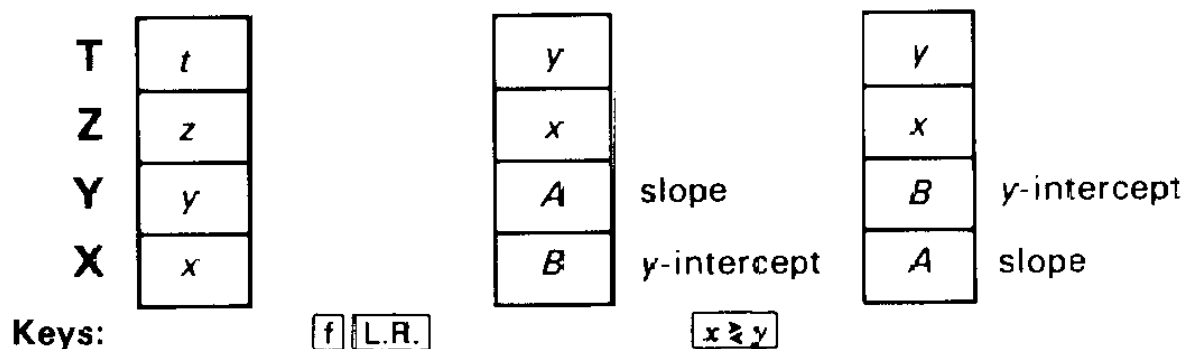 T t y y
Z z x x
Y y A slope B y-intercept
X x B y-intercept A slope
Keys: f L.R. x≷y